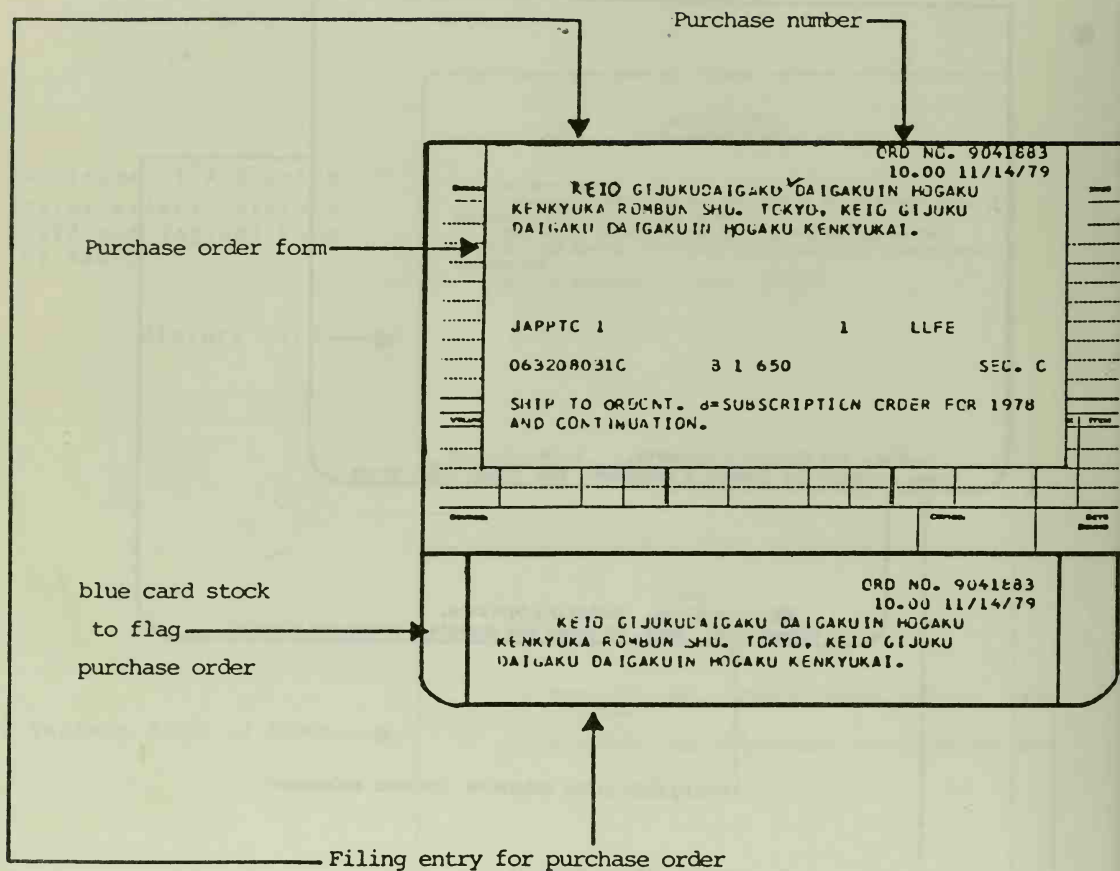 Purchase number
ORD NO. 9041883
10.00 11/14/79
KEIO GIJUKUDAIGAKU DAIGAKUIN HOGAKU
KENKYUKA ROMBUN SHU. TOKYO, KEIO GIJUKU
DAIGAKU DAIGAKUIN HOGAKU KENKYUKAI.
Purchase order form
JAPPTC 1 1 LLFE
063208031C 3 1 650 SEC. C
SHIP TO ORDCNT. d=SUBSCRIPTION ORDER FOR 1978
AND CONTINUATION.
ORD NO. 9041883
10.00 11/14/79
KEIO GIJUKUDAIGAKU DAIGAKUIN HOGAKU
KENKYUKA ROMBUN SHU. TOKYO, KEIO GIJUKU
DAIGAKU DAIGAKUIN HOGAKU KENKYUKAI.
blue card stock
to flag
purchase order
Filing entry for purchase order